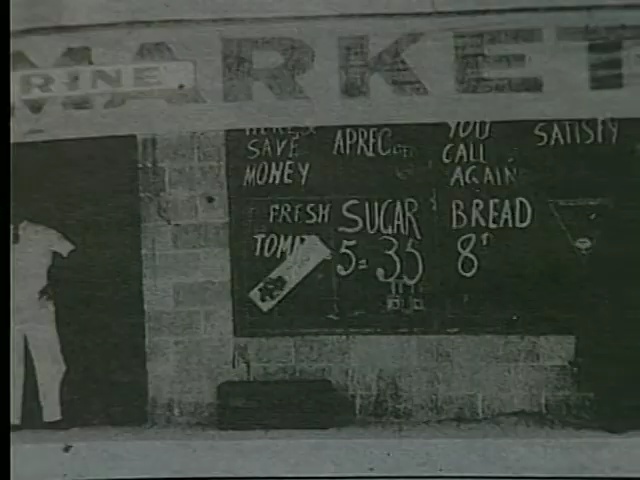 MARKET
RINE
SAVE
MONEY
APREC
YOU
CALL
AGAIN
SATISFY
FRESH
TOM
SUGAR
5=35
BREAD
8